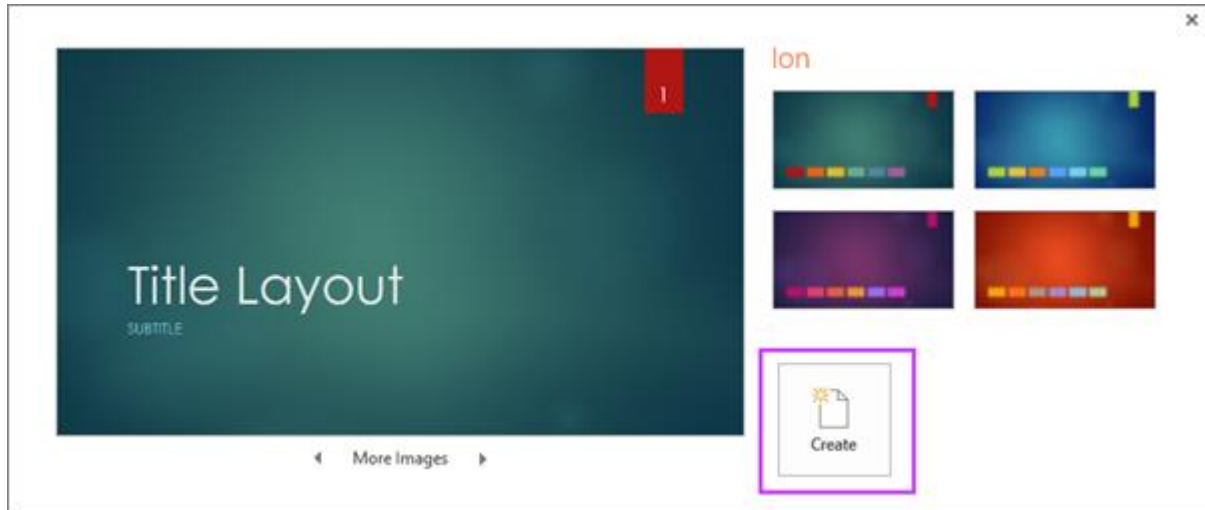 Ion
1
Title Layout
SUBTITLE
More Images
Create